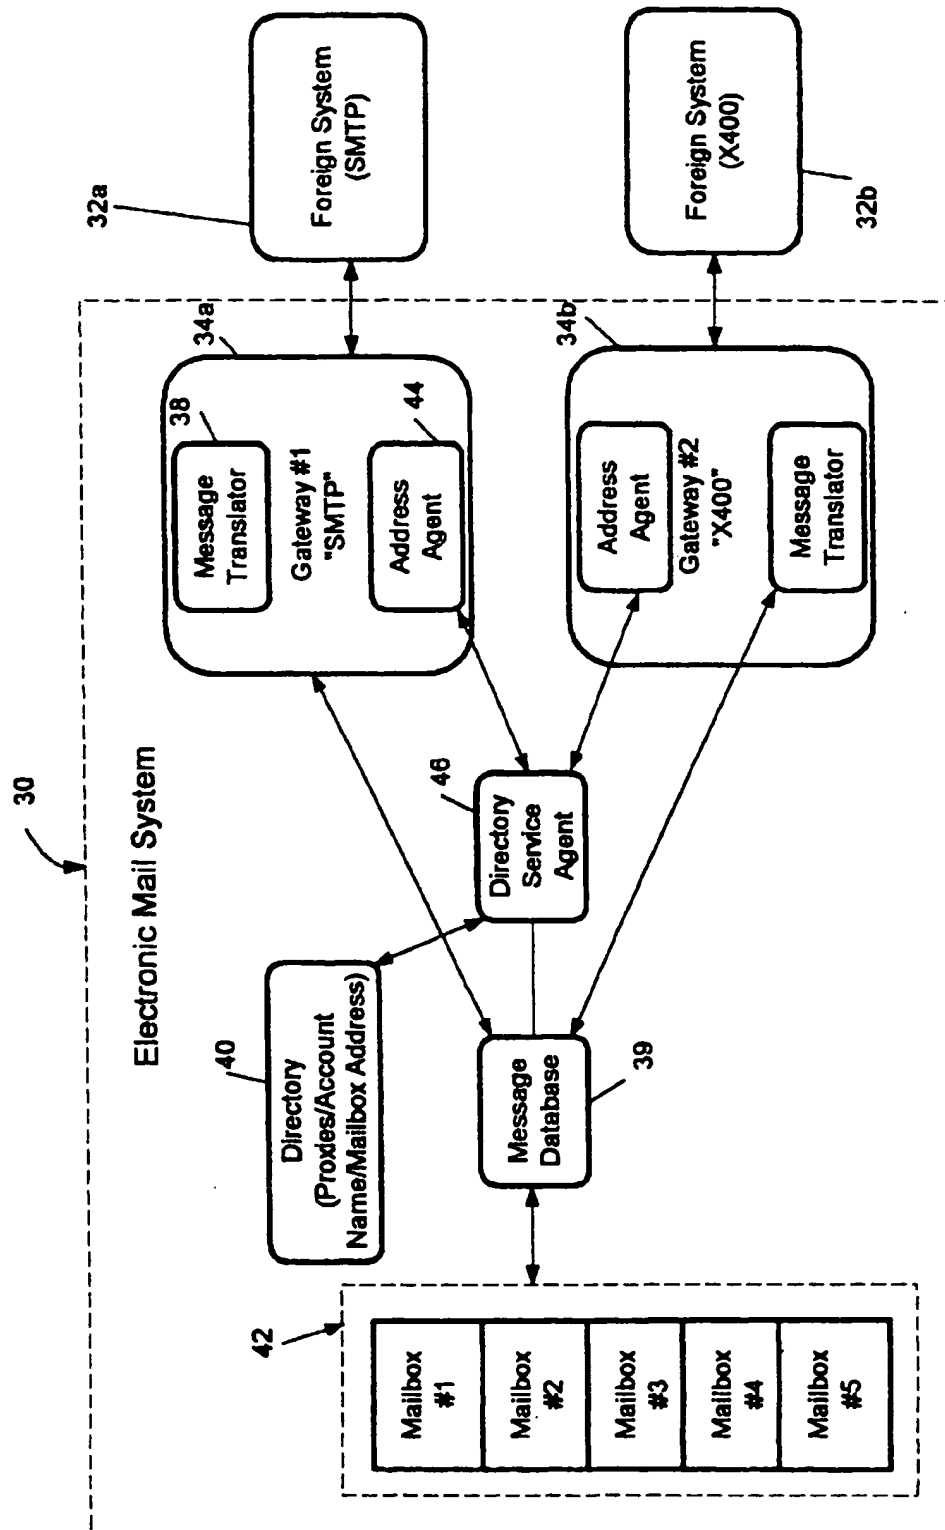 30
Electronic Mail System
42
Mailbox
#1
Mailbox
#2
Mailbox
#3
Mailbox
#4
Mailbox
#5
40
Directory
(Proxies/Account
Name/Mailbox Address)
Message
Database
39
46
Directory
Service
Agent
34a
38
Message
Translator
Gateway #1
"SMTP"
44
Address
Agent
34b
Address
Agent
Gateway #2
"X400"
Message
Translator
32a
Foreign System
(SMTP)
Foreign System
(X400)
32b